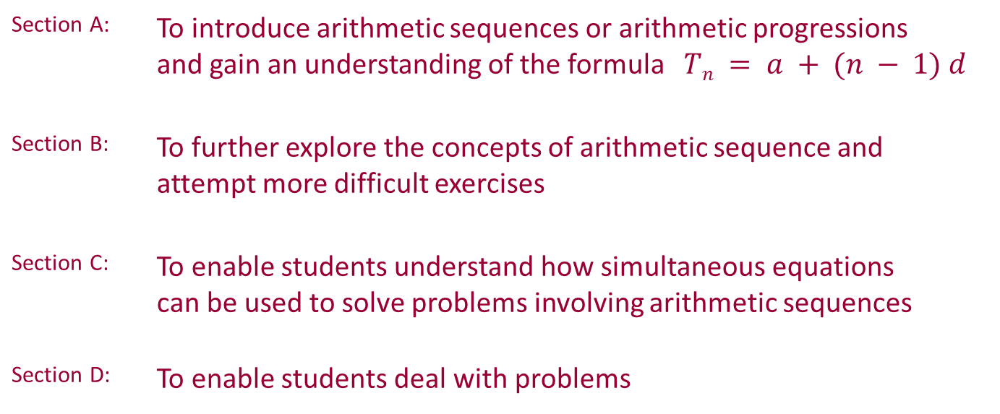 Section A: To introduce arithmetic sequences or arithmetic progressions
and gain an understanding of the formula Tₙ = a + (n − 1) d
Section B: To further explore the concepts of arithmetic sequence and
attempt more difficult exercises
Section C: To enable students understand how simultaneous equations
can be used to solve problems involving arithmetic sequences
Section D: To enable students deal with problems